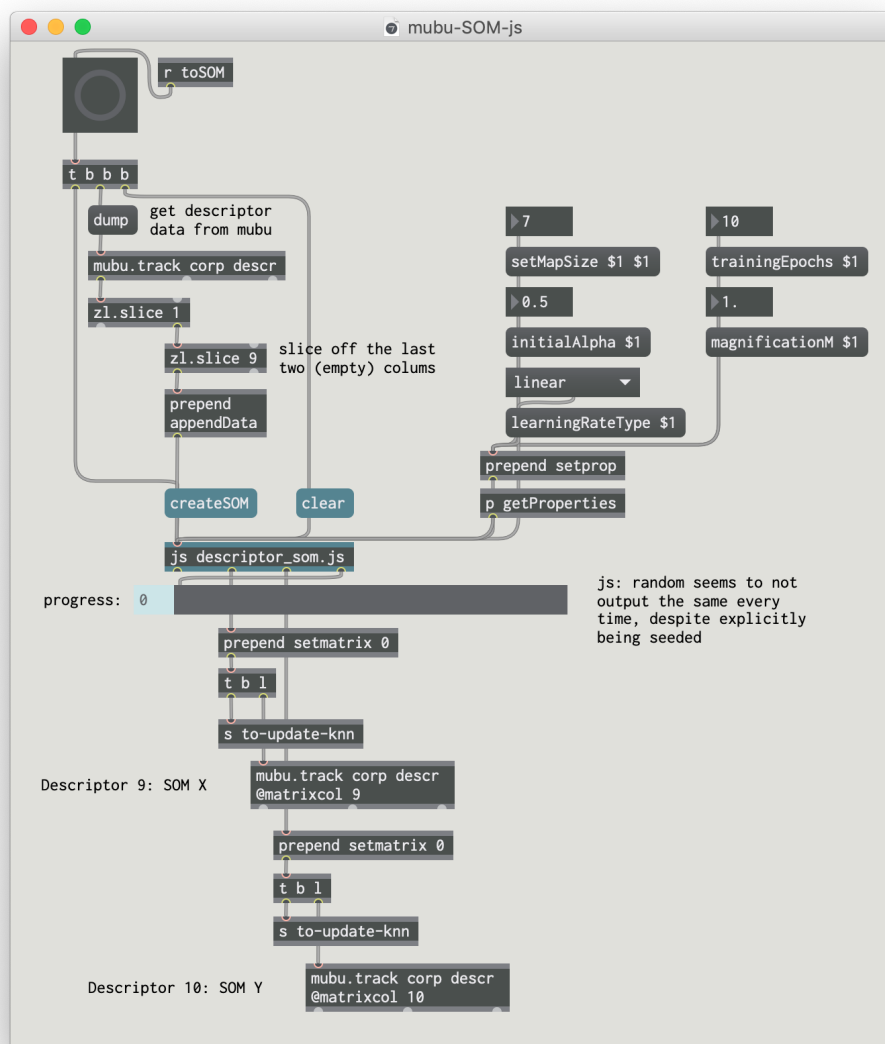 mubu-SOM-js
r toSOM
t b b b
dump
get descriptor
data from mubu
mubu.track corp descr
zl.slice 1
zl.slice 9
slice off the last
two (empty) colums
prepend
appendData
7
setMapSize $1 $1
0.5
initialAlpha $1
linear
learningRateType $1
10
trainingEpochs $1
1.
magnificationM $1
prepend setprop
p getProperties
createSOM
clear
js descriptor_som.js
progress:
0
js: random seems to not
output the same every
time, despite explicitly
being seeded
prepend setmatrix 0
t b l
s to-update-knn
Descriptor 9: SOM X
mubu.track corp descr
@matrixcol 9
prepend setmatrix 0
t b l
s to-update-knn
Descriptor 10: SOM Y
mubu.track corp descr
@matrixcol 10